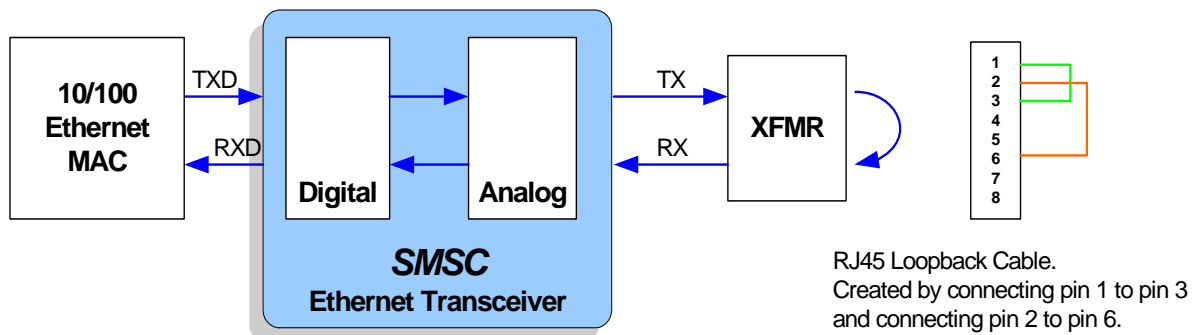 10/100
Ethernet
MAC
TXD
RXD
Digital
Analog
SMSC
Ethernet Transceiver
TX
RX
XFMR
1
2
3
4
5
6
7
8
RJ45 Loopback Cable.
Created by connecting pin 1 to pin 3
and connecting pin 2 to pin 6.